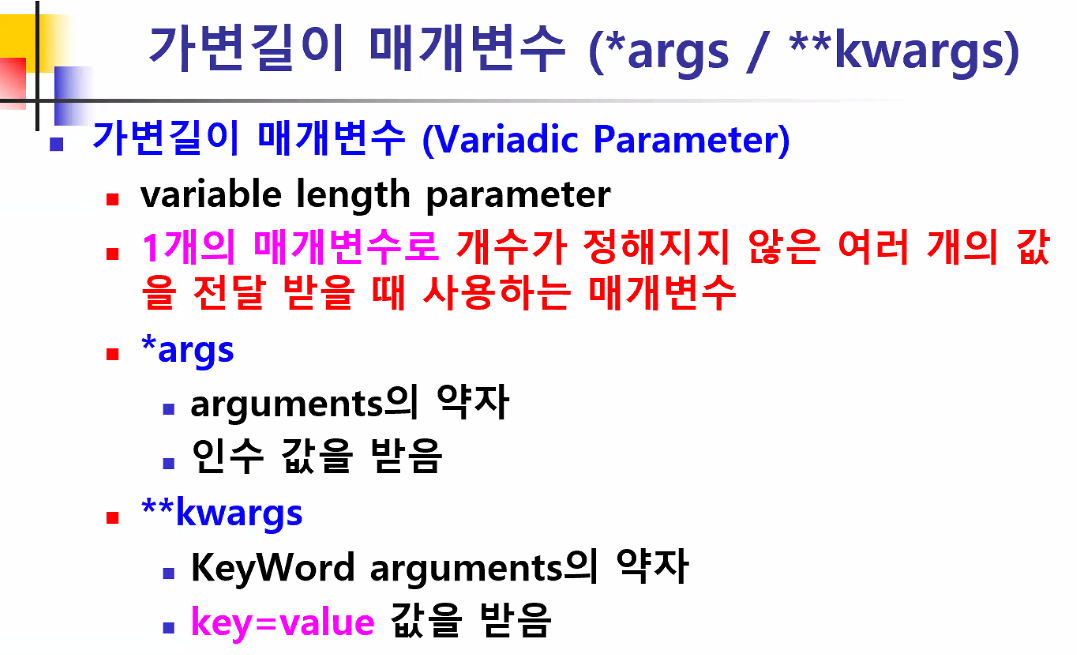 가변길이 매개변수 (*args / **kwargs)
가변길이 매개변수 (Variadic Parameter)
variable length parameter
1개의 매개변수로 개수가 정해지지 않은 여러 개의 값
을 전달 받을 때 사용하는 매개변수
*args
arguments의 약자
인수 값을 받음
**kwargs
KeyWord arguments의 약자
key=value 값을 받음